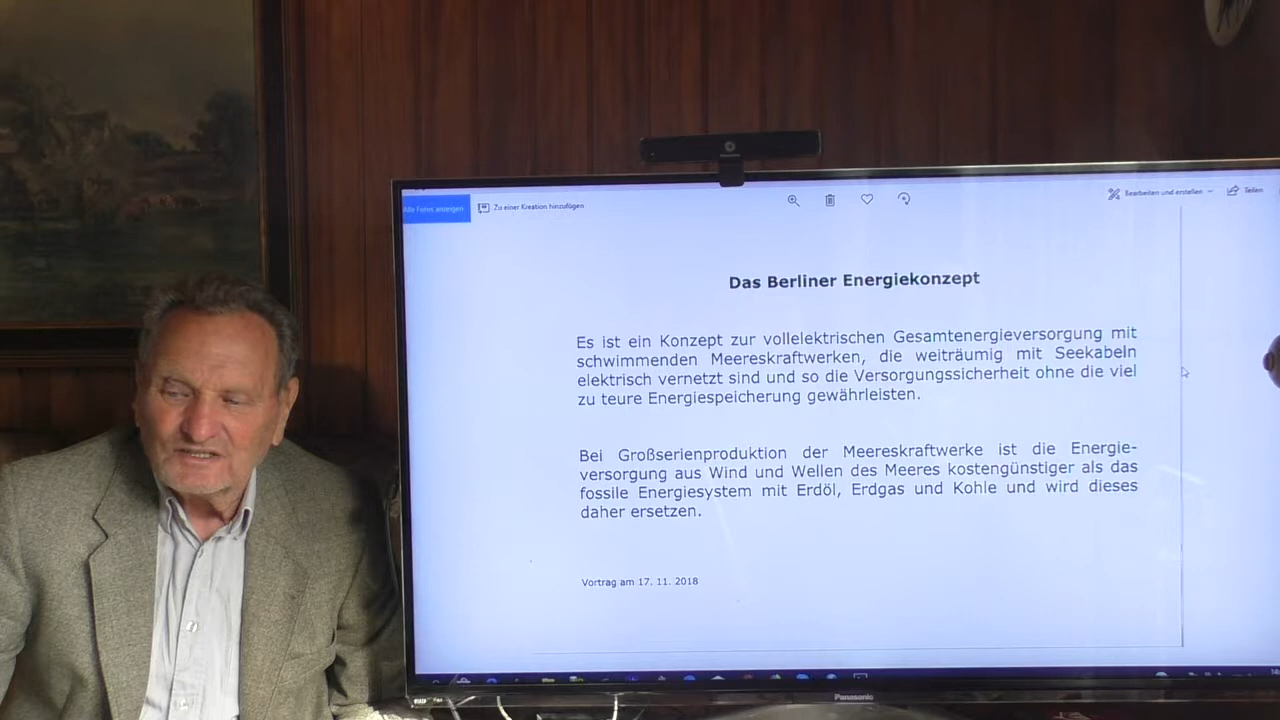 Alle Fotos anzeigen
Zu einer Kreation hinzufügen
Bearbeiten und erstellen
Teilen
Das Berliner Energiekonzept
Es ist ein Konzept zur vollelektrischen Gesamtenergieversorgung mit
schwimmenden Meereskraftwerken, die weiträumig mit Seekabeln
elektrisch vernetzt sind und so die Versorgungssicherheit ohne die viel
zu teure Energiespeicherung gewährleisten.
Bei Großserienproduktion der Meereskraftwerke ist die Energie-
versorgung aus Wind und Wellen des Meeres kostengünstiger als das
fossile Energiesystem mit Erdöl, Erdgas und Kohle und wird dieses
daher ersetzen.
Vortrag am 17. 11. 2018
Panasonic